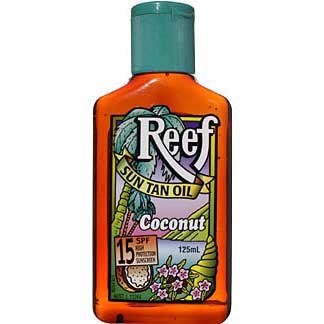 Reef
SUN TAN OIL
Coconut
125mL
15 SPF
HIGH
PROTECTION
SUNSCREEN